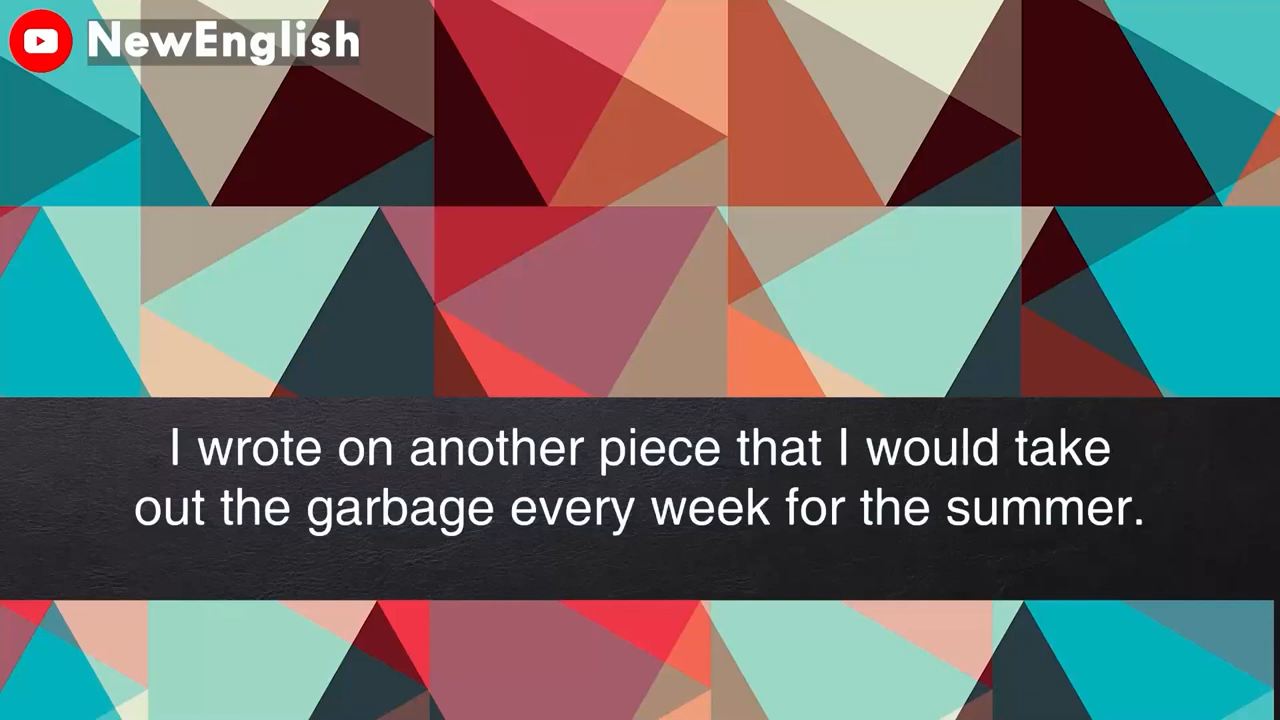 NewEnglish
I wrote on another piece that I would take
out the garbage every week for the summer.